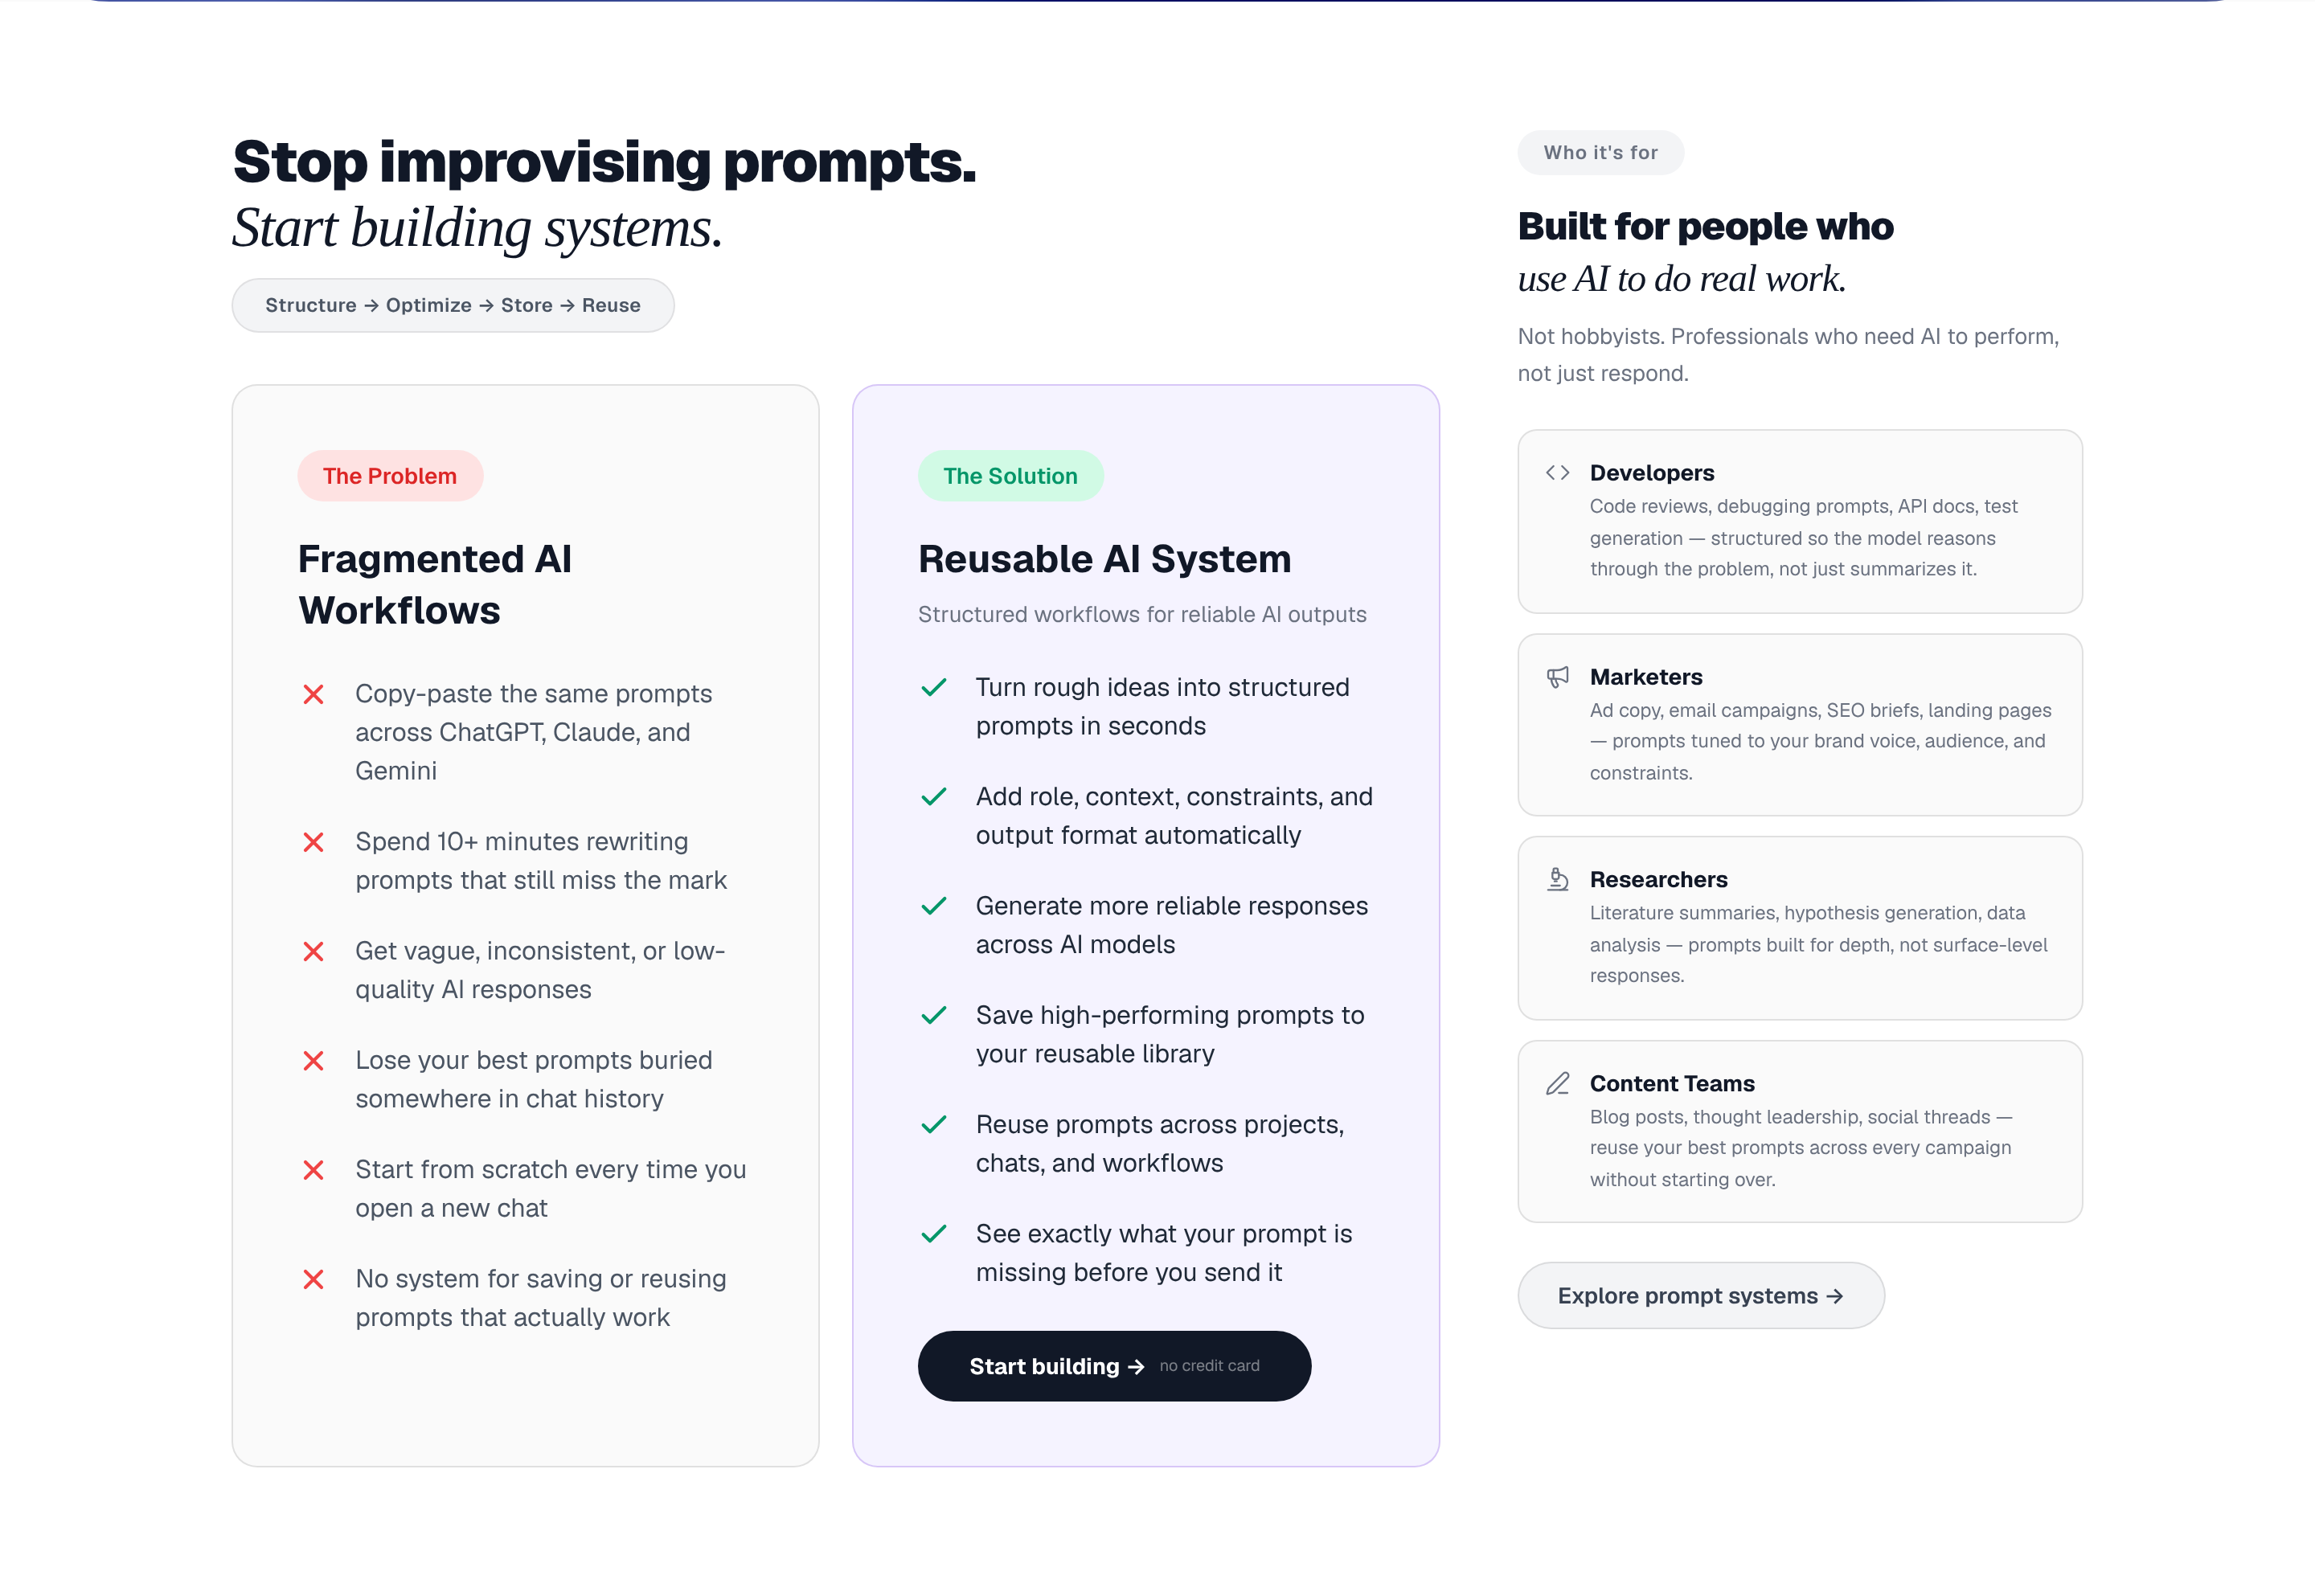 Stop improvising prompts.
Start building systems.
Structure → Optimize → Store → Reuse
The Problem
Fragmented AI
Workflows
Copy-paste the same prompts
across ChatGPT, Claude, and
Gemini
Spend 10+ minutes rewriting
prompts that still miss the mark
Get vague, inconsistent, or low-
quality AI responses
Lose your best prompts buried
somewhere in chat history
Start from scratch every time you
open a new chat
No system for saving or reusing
prompts that actually work
The Solution
Reusable AI System
Structured workflows for reliable AI outputs
Turn rough ideas into structured
prompts in seconds
Add role, context, constraints, and
output format automatically
Generate more reliable responses
across AI models
Save high-performing prompts to
your reusable library
Reuse prompts across projects,
chats, and workflows
See exactly what your prompt is
missing before you send it
Start building → no credit card
Who it's for
Built for people who
use AI to do real work.
Not hobbyists. Professionals who need AI to perform,
not just respond.
Developers
Code reviews, debugging prompts, API docs, test
generation — structured so the model reasons
through the problem, not just summarizes it.
Marketers
Ad copy, email campaigns, SEO briefs, landing pages
— prompts tuned to your brand voice, audience, and
constraints.
Researchers
Literature summaries, hypothesis generation, data
analysis — prompts built for depth, not surface-level
responses.
Content Teams
Blog posts, thought leadership, social threads —
reuse your best prompts across every campaign
without starting over.
Explore prompt systems →